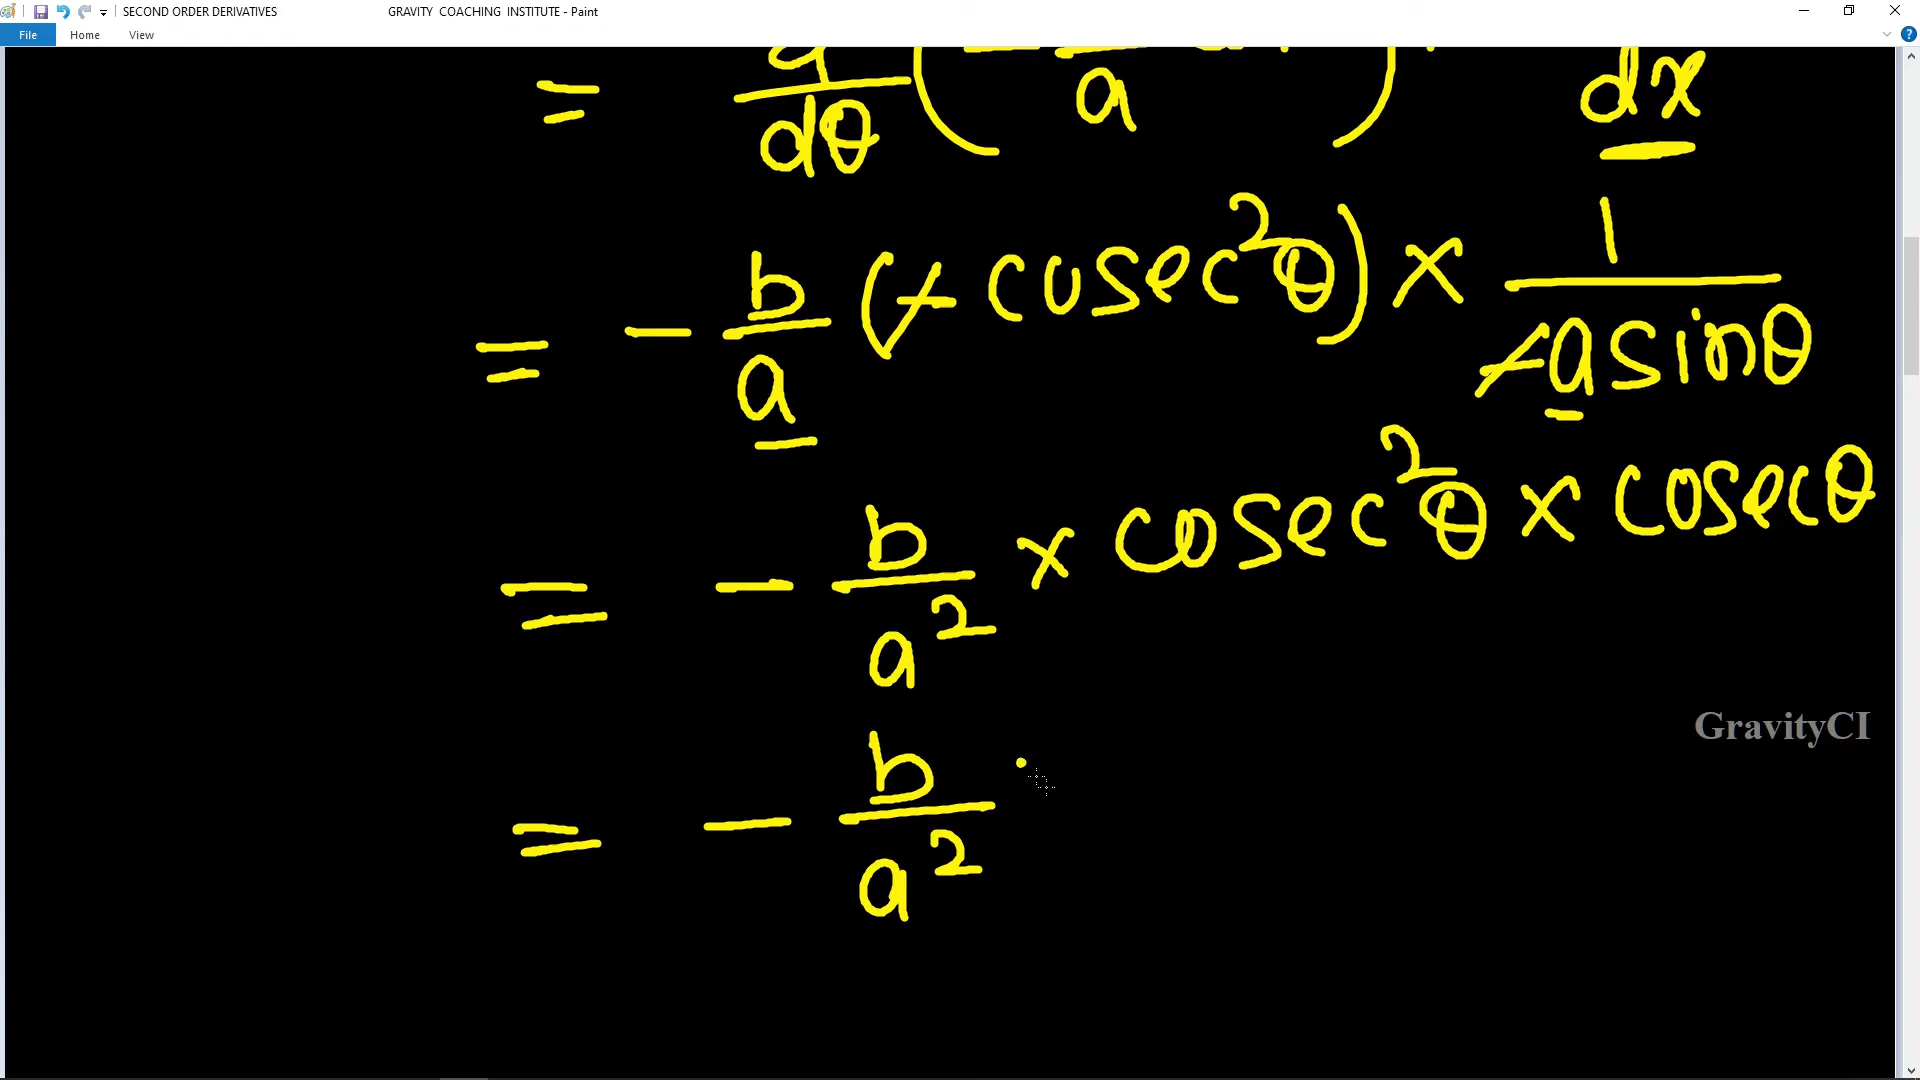 SECOND ORDER DERIVATIVES GRAVITY COACHING INSTITUTE - Paint
File Home View
= d/dθ ( ) dx
= - b/a (- cosec²θ) × 1/-a sinθ
= - b/a² × cosec²θ × cosecθ
GravityCI
= - b/a² ·